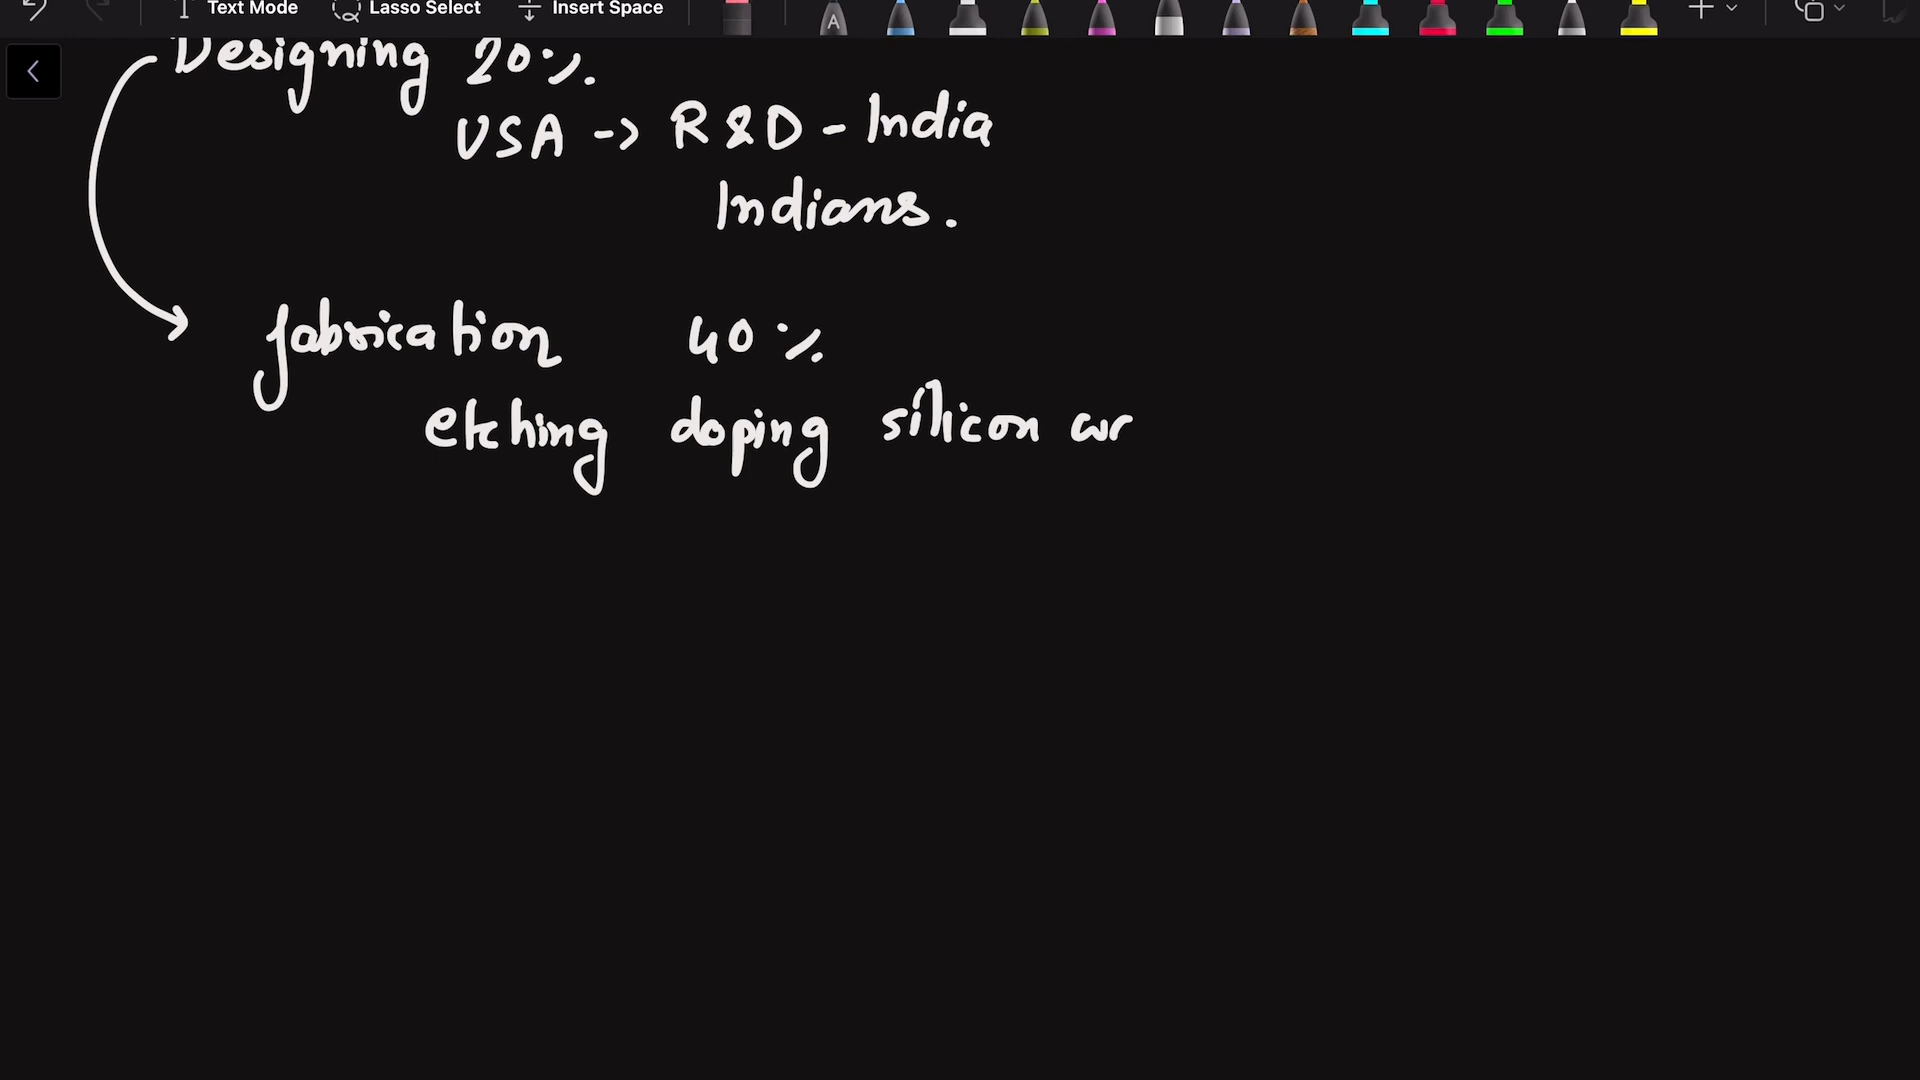 Text Mode Lasso Select Insert Space
A
Designing 20%.
USA -> R&D - India
Indians.
fabrication 40%
etching doping silicon wr